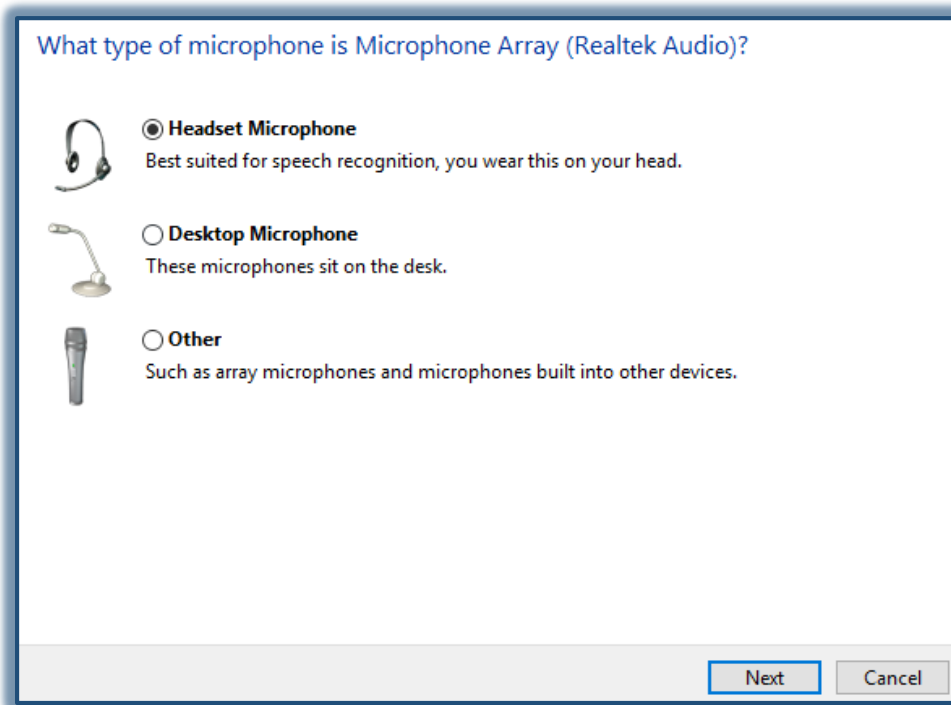 What type of microphone is Microphone Array (Realtek Audio)?
Headset Microphone
Best suited for speech recognition, you wear this on your head.
Desktop Microphone
These microphones sit on the desk.
Other
Such as array microphones and microphones built into other devices.
Next Cancel